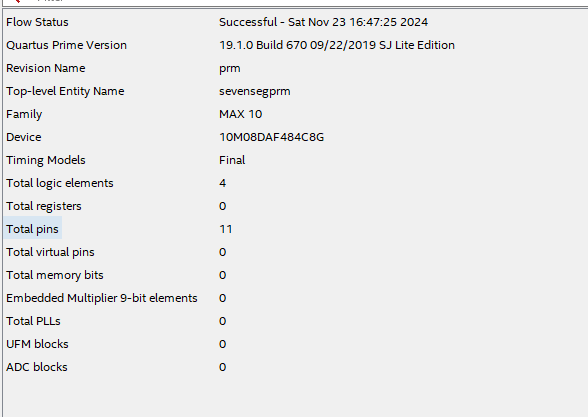 Flow Status Successful - Sat Nov 23 16:47:25 2024
Quartus Prime Version 19.1.0 Build 670 09/22/2019 SJ Lite Edition
Revision Name prm
Top-level Entity Name sevensegprm
Family MAX 10
Device 10M08DAF484C8G
Timing Models Final
Total logic elements 4
Total registers 0
Total pins 11
Total virtual pins 0
Total memory bits 0
Embedded Multiplier 9-bit elements 0
Total PLLs 0
UFM blocks 0
ADC blocks 0